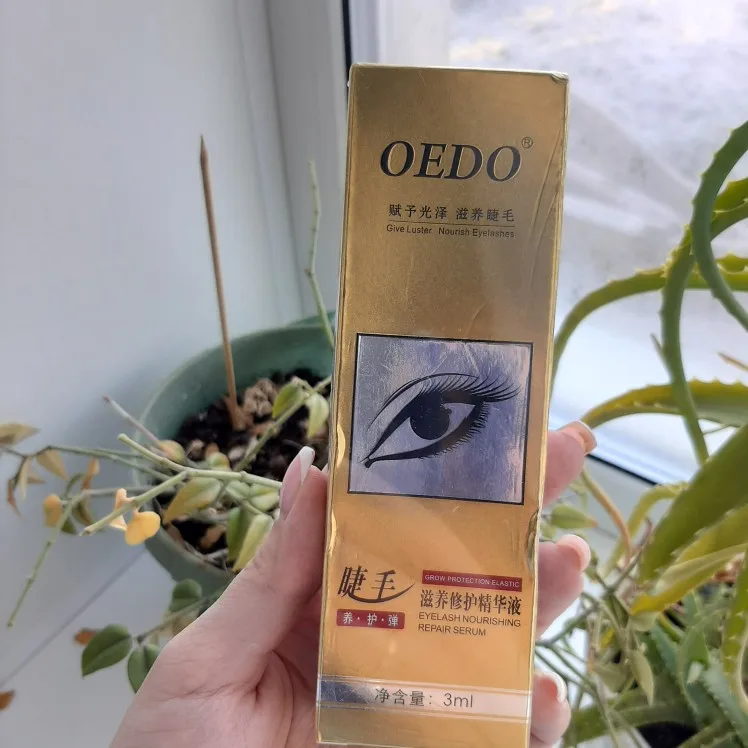 OEDO®
赋予光泽 滋养睫毛
Give Luster Nourish Eyelashes
睫毛
养·护·弹
GROW PROTECTION ELASTIC
滋养修护精华液
EYELASH NOURISHING
REPAIR SERUM
净含量: 3ml